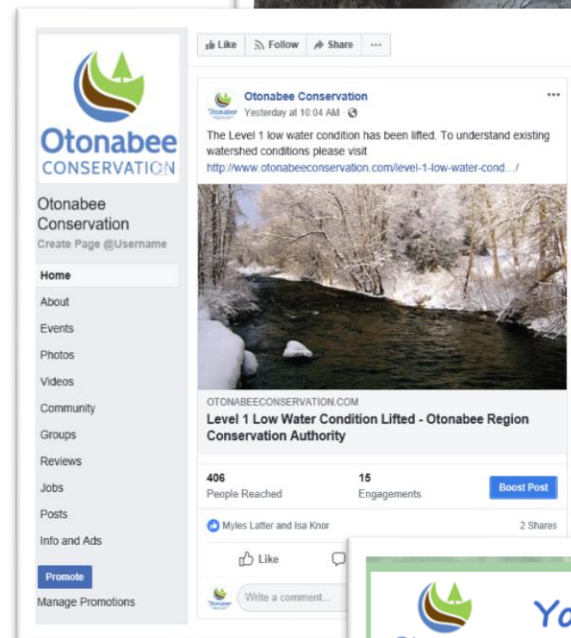 Otonabee
CONSERVATION
Otonabee
Conservation
Create Page @Username
Home
About
Events
Photos
Videos
Community
Groups
Reviews
Jobs
Posts
Info and Ads
Promote
Manage Promotions
Like Follow Share ...
Otonabee Conservation
Yesterday at 10:04 AM
The Level 1 low water condition has been lifted. To understand existing
watershed conditions please visit
http://www.otonabeeconservation.com/level-1-low-water-cond.../
OTONABEECONSERVATION.COM
Level 1 Low Water Condition Lifted - Otonabee Region
Conservation Authority
406
People Reached
15
Engagements
Boost Post
Myles Latter and Isa Knor
2 Shares
Like
Write a comment...